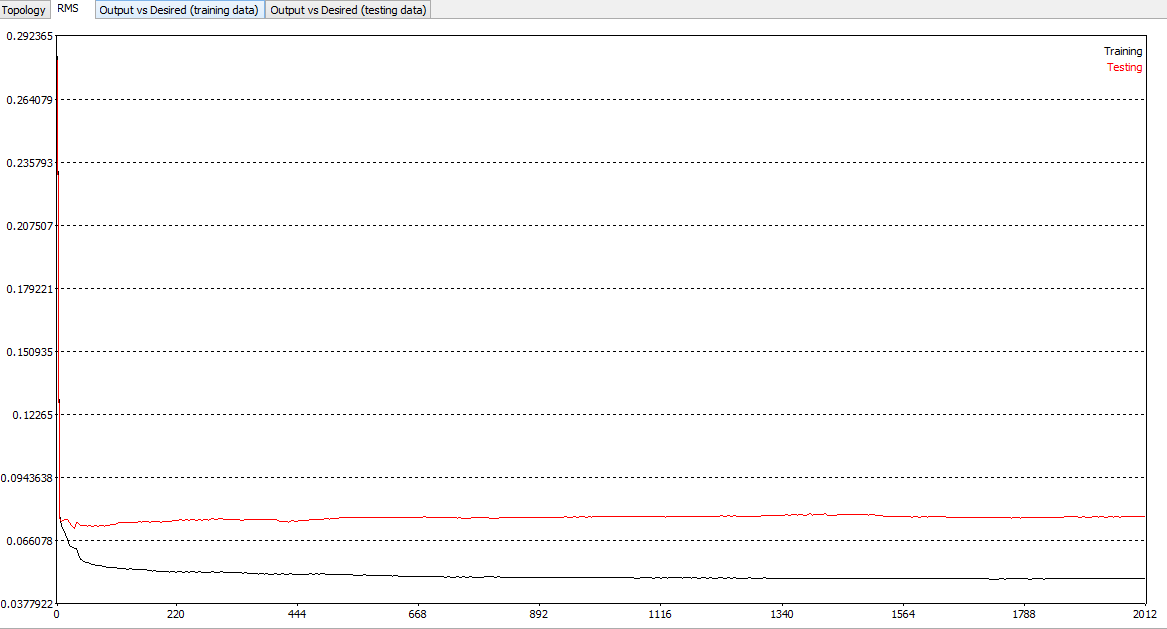 Topology RMS Output vs Desired (training data) Output vs Desired (testing data)
0.292365
Training
Testing
0.264079
0.235793
0.207507
0.179221
0.150935
0.12265
0.0943638
0.066078
0.0377922
0 220 444 668 892 1116 1340 1564 1788 2012